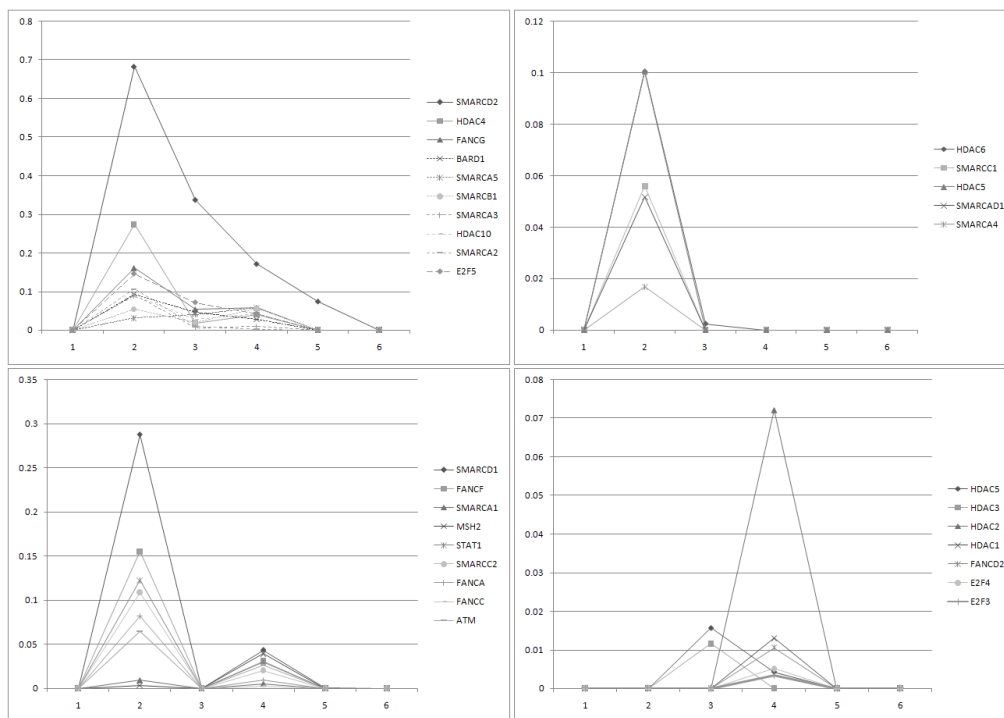 0.8
0.7
0.6
0.5
0.4
0.3
0.2
0.1
0
1 2 3 4 5 6
SMARCD2
HDAC4
FANCG
BARD1
SMARCA5
SMARCB1
SMARCA3
HDAC10
SMARCA2
E2F5
0.12
0.1
0.08
0.06
0.04
0.02
0
1 2 3 4 5 6
HDAC6
SMARCC1
HDAC5
SMARCAD1
SMARCA4
0.35
0.3
0.25
0.2
0.15
0.1
0.05
0
1 2 3 4 5 6
SMARCD1
FANCF
SMARCA1
MSH2
STAT1
SMARCC2
FANCA
FANCC
ATM
0.08
0.07
0.06
0.05
0.04
0.03
0.02
0.01
0
1 2 3 4 5 6
HDAC5
HDAC3
HDAC2
HDAC1
FANCD2
E2F4
E2F3